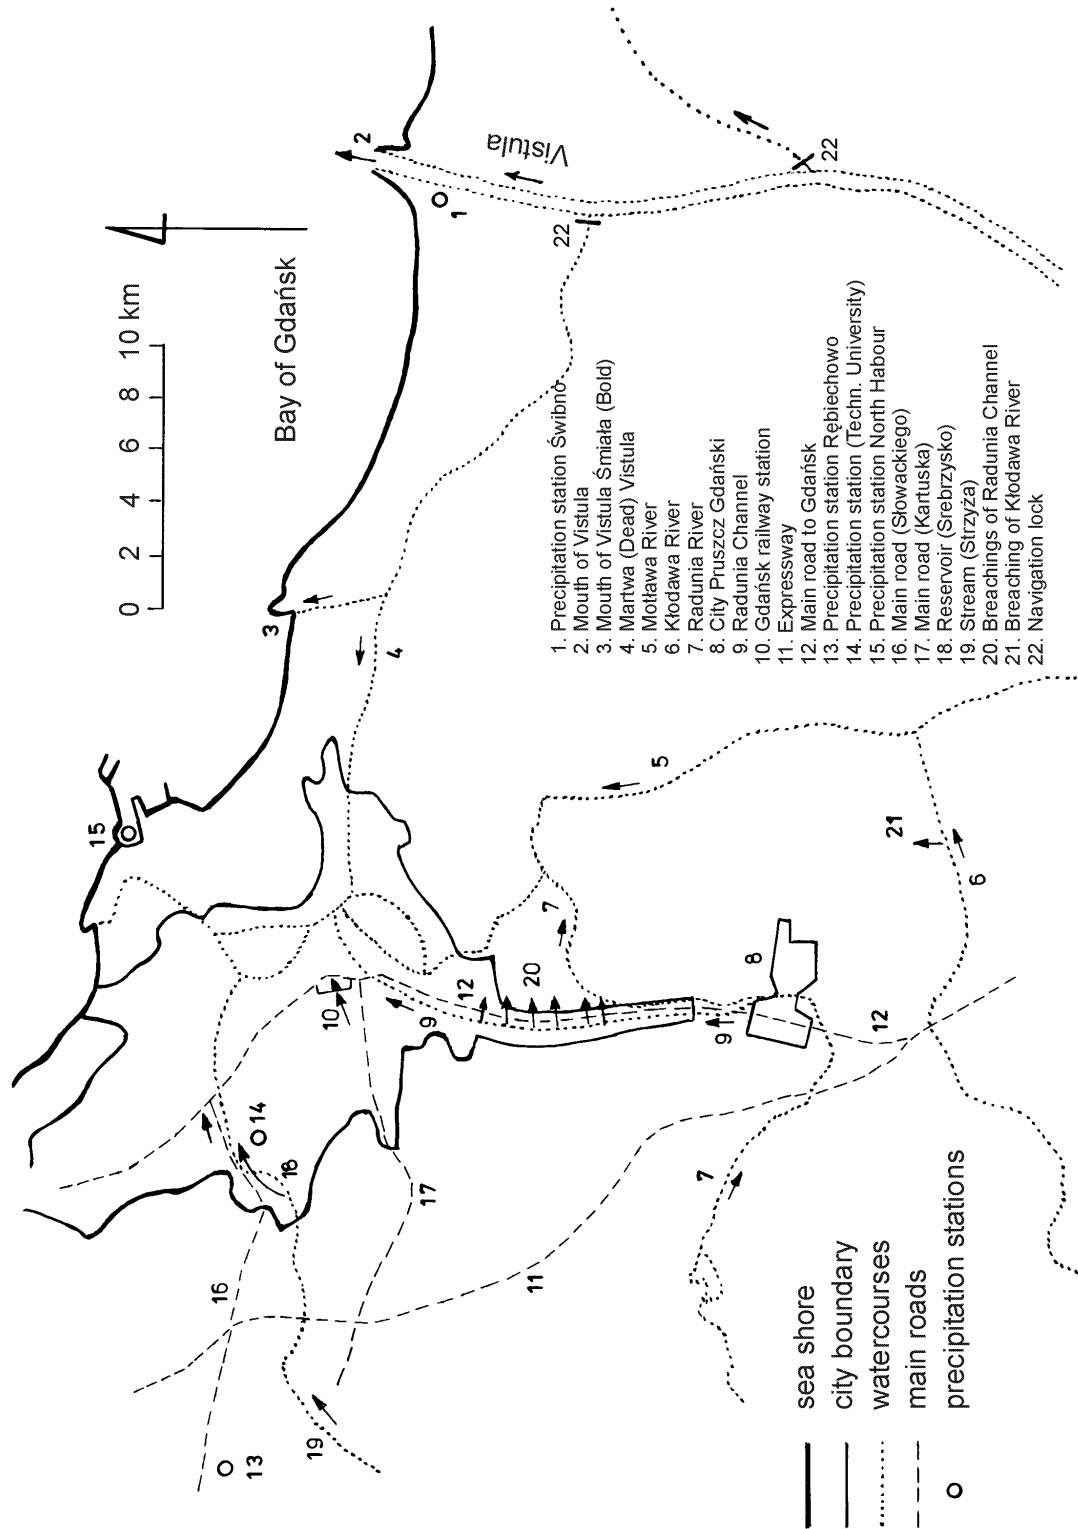 0 2 4 6 8 10 km
Bay of Gdańsk
Vistula
1
2
3
4
5
6
7
7
8
9
9
10
11
12
12
13
14
15
16
17
18
19
20
21
22
22
1. Precipitation station Świbno
2. Mouth of Vistula
3. Mouth of Vistula Śmiała (Bold)
4. Martwa (Dead) Vistula
5. Motława River
6. Kłodawa River
7. Radunia River
8. City Pruszcz Gdański
9. Radunia Channel
10. Gdańsk railway station
11. Expressway
12. Main road to Gdańsk
13. Precipitation station Rębiechowo
14. Precipitation station (Techn. University)
15. Precipitation station North Habour
16. Main road (Słowackiego)
17. Main road (Kartuska)
18. Reservoir (Srebrzysko)
19. Stream (Strzyża)
20. Breachings of Radunia Channel
21. Breaching of Kłodawa River
22. Navigation lock
sea shore
city boundary
watercourses
main roads
precipitation stations